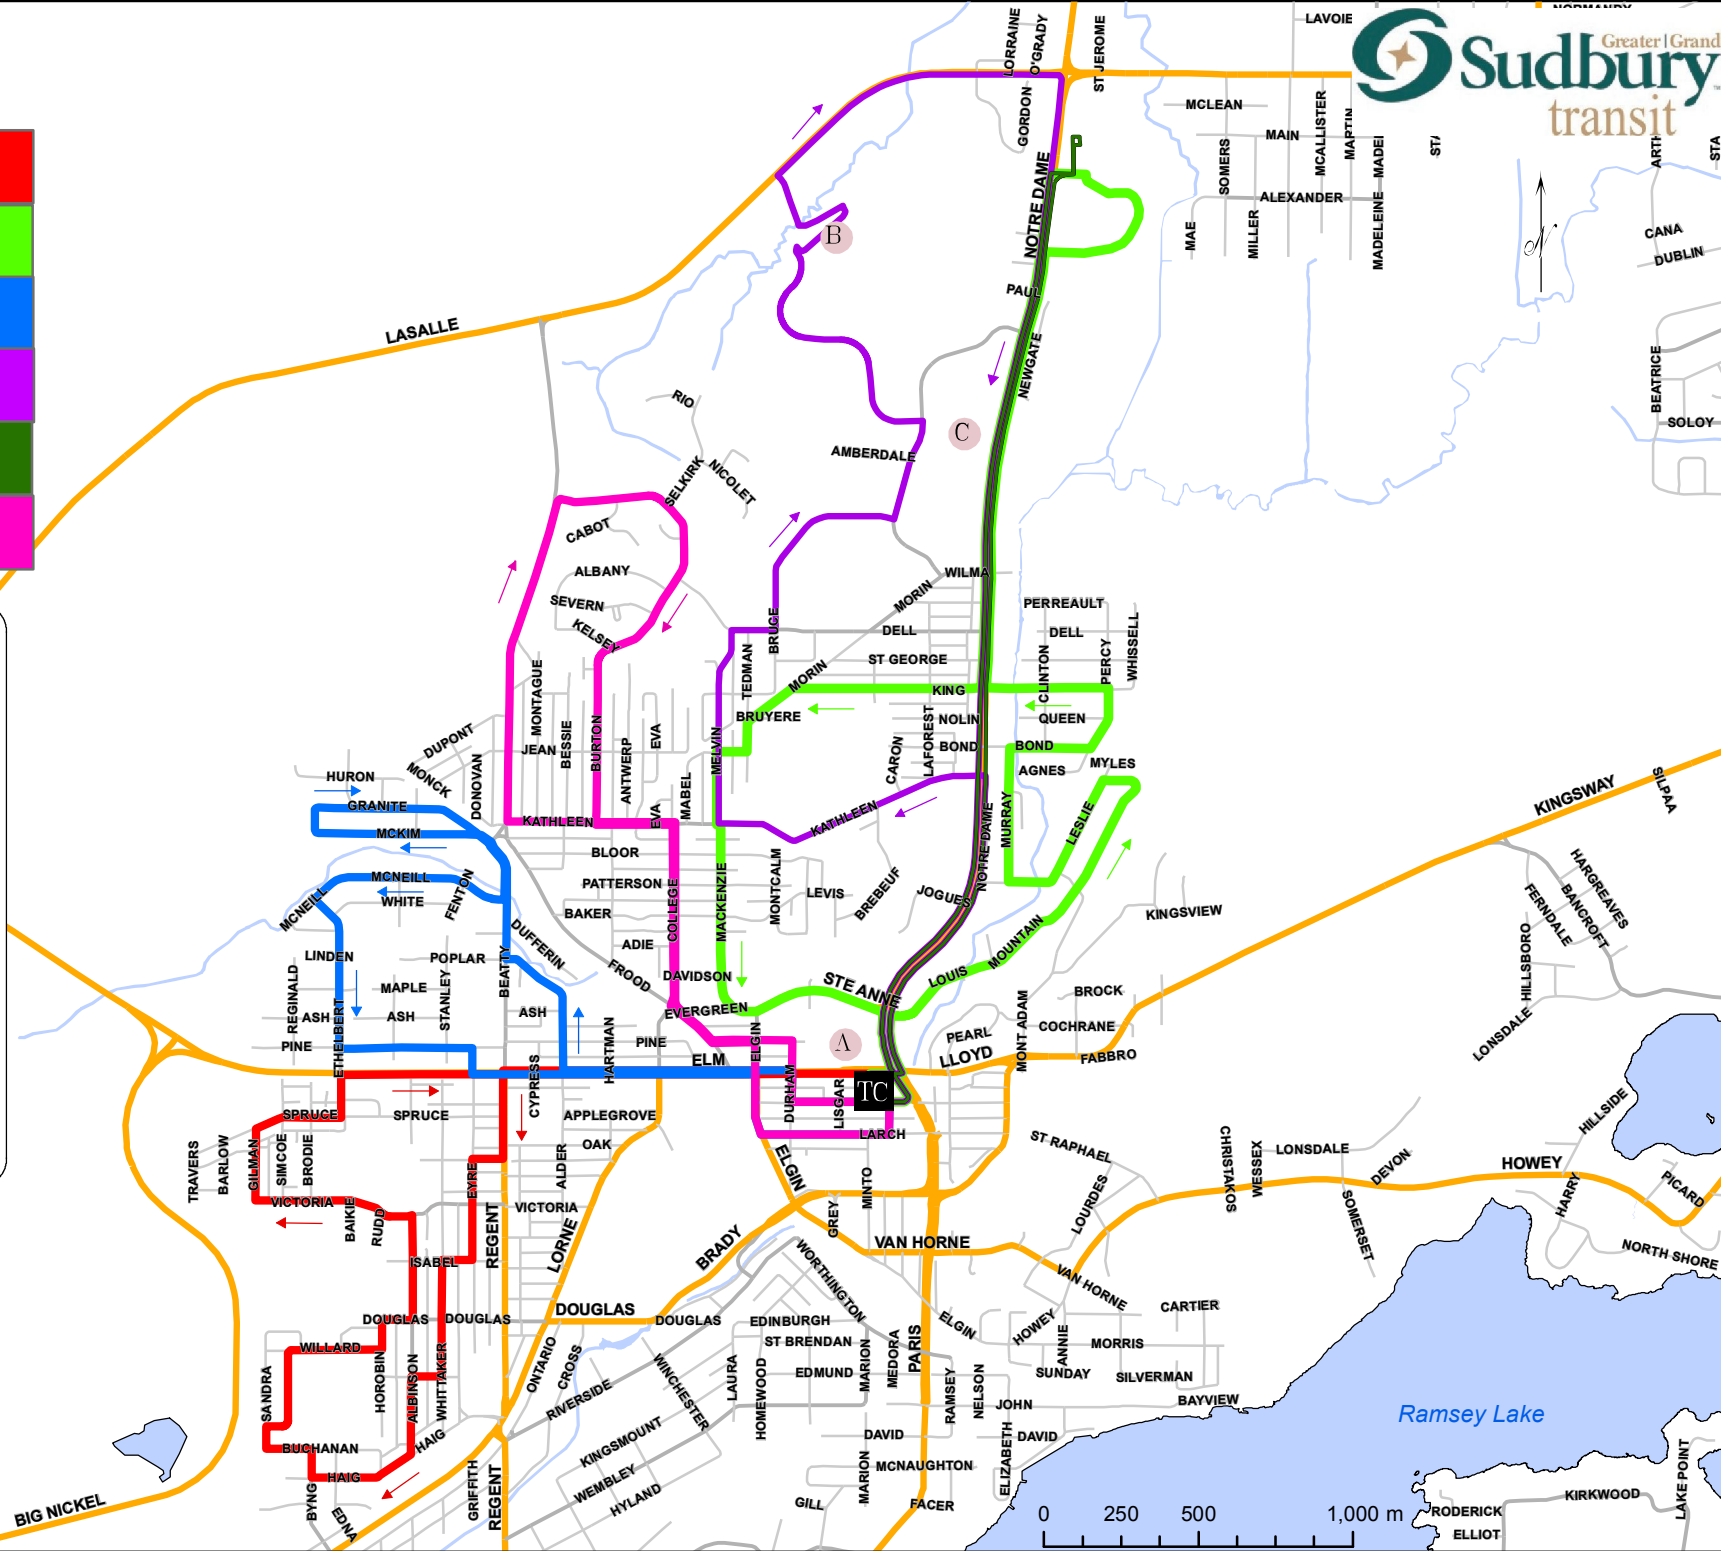 LORRAINE
O'GRADY
ST JEROME
LAVOIE
NORMANDY
Greater | Grand
Sudbury
transit
GORDON
MCLEAN
MAIN
SOMERS
MCALLISTER
MARTIN
MADEL
STA
ARTH
STA
ALEXANDER
MAE
MILLER
MADELEINE
CANA
DUBLIN
N
NOTRE DAME
B
PAUL
LASALLE
NEWGATE
BEATRICE
SOLOY
RIO
C
AMBERDALE
SELKIRK
NICOLET
CABOT
ALBANY
SEVERN
KELSEY
WILMA
MORIN
PERREAULT
BRUCE
DELL
DELL
WHISSELL
PERCY
CLINTON
ST GEORGE
TEDMAN
MORIN
KING
MONTAGUE
BESSIE
BURTON
ANTWERP
EVA
BRUYERE
LAFOREST
NOLIN
QUEEN
DUPONT
JEAN
MELVIN
CARON
BOND
BOND
MYLES
AGNES
HURON
MONCK
DONOVAN
MABEL
EVA
GRANITE
KATHLEEN
KATHLEEN
MCKIM
MURRAY
LESLIE
NOTRE DAME
KINGSWAY
SILPAA
BLOOR
MCNEILL
FENTON
PATTERSON
COLLEGE
MACKENZIE
MONTCALM
LEVIS
BREBEUF
JOGUES
MCNEILL
WHITE
BAKER
HARGREAVES
BANCROFT
FERNDALE
KINGSVIEW
LINDEN
POPLAR
BEATTY
DUFFERIN
ADIE
FROOD
DAVIDSON
STE ANNE
LOUIS
MOUNTAIN
HILLSBORO
REGINALD
MAPLE
STANLEY
ASH
ASH
ASH
ETHELBERT
EVERGREEN
BROCK
COCHRANE
MONT ADAM
LONSDALE
PINE
PINE
HARTMAN
ELM
ELGIN
A
PEARL
LLOYD
FABBRO
CYPRESS
DURHAM
LISGAR
TC
SPRUCE
SPRUCE
APPLEGROVE
LARCH
HILLSIDE
TRAVERS
BARLOW
GILMAN
SIMCOE
BRODIE
OAK
ALDER
ELGIN
ST RAPHAEL
CHRISTAKOS
WESSEX
LONSDALE
DEVON
HOWEY
EYRE
MINTO
GREY
LOURDES
SOMERSET
HARRY
PICARD
VICTORIA
VICTORIA
BAIKIE
RUDD
REGENT
LORNE
BRADY
VAN HORNE
NORTH SHORE
ISABEL
WORTHINGTON
VAN HORNE
DOUGLAS
DOUGLAS
DOUGLAS
DOUGLAS
EDINBURGH
ST BRENDAN
ELGIN
HOWEY
CARTIER
WILLARD
ANNIE
MORRIS
SANDRA
HOROBIN
ALBINSON
WHITTAKER
ONTARIO
CROSS
RIVERSIDE
WINCHESTER
LAURA
HOMEWOOD
EDMUND
MARION
MEDORA
PARIS
RAMSEY
NELSON
SUNDAY
SILVERMAN
BAYVIEW
JOHN
Ramsey Lake
BUCHANAN
HAIG
HAIG
KINGSMOUNT
DAVID
DAVID
ELIZABETH
BYNG
EDNA
GRIFFITH
REGENT
WEMBLEY
HYLAND
MARION
MCNAUGHTON
GILL
FACER
BIG NICKEL
0 250 500 1,000 m
LAKE POINT
KIRKWOOD
RODERICK
ELLIOT